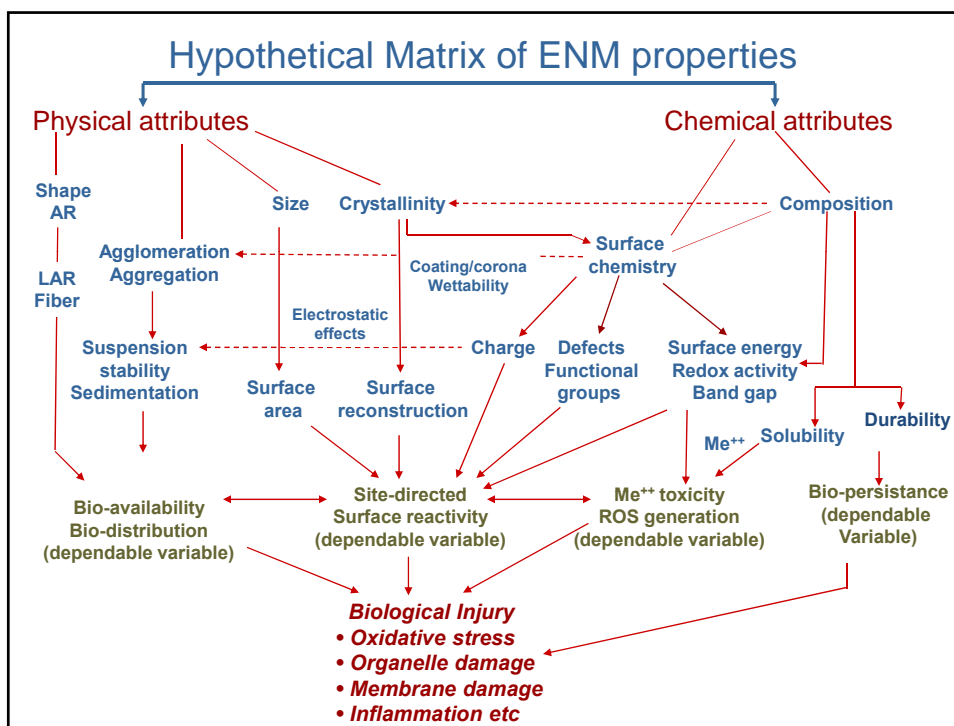 Hypothetical Matrix of ENM properties
Physical attributes
Chemical attributes
Shape
AR
Size
Crystallinity
Composition
LAR
Fiber
Agglomeration
Aggregation
Coating/corona
Wettability
Surface
chemistry
Electrostatic
effects
Suspension
stability
Sedimentation
Charge
Defects
Functional
groups
Surface energy
Redox activity
Band gap
Surface
area
Surface
reconstruction
Me++
Solubility
Durability
Bio-availability
Bio-distribution
(dependable variable)
Site-directed
Surface reactivity
(dependable variable)
Me++ toxicity
ROS generation
(dependable variable)
Bio-persistance
(dependable
Variable)
Biological Injury
• Oxidative stress
• Organelle damage
• Membrane damage
• Inflammation etc